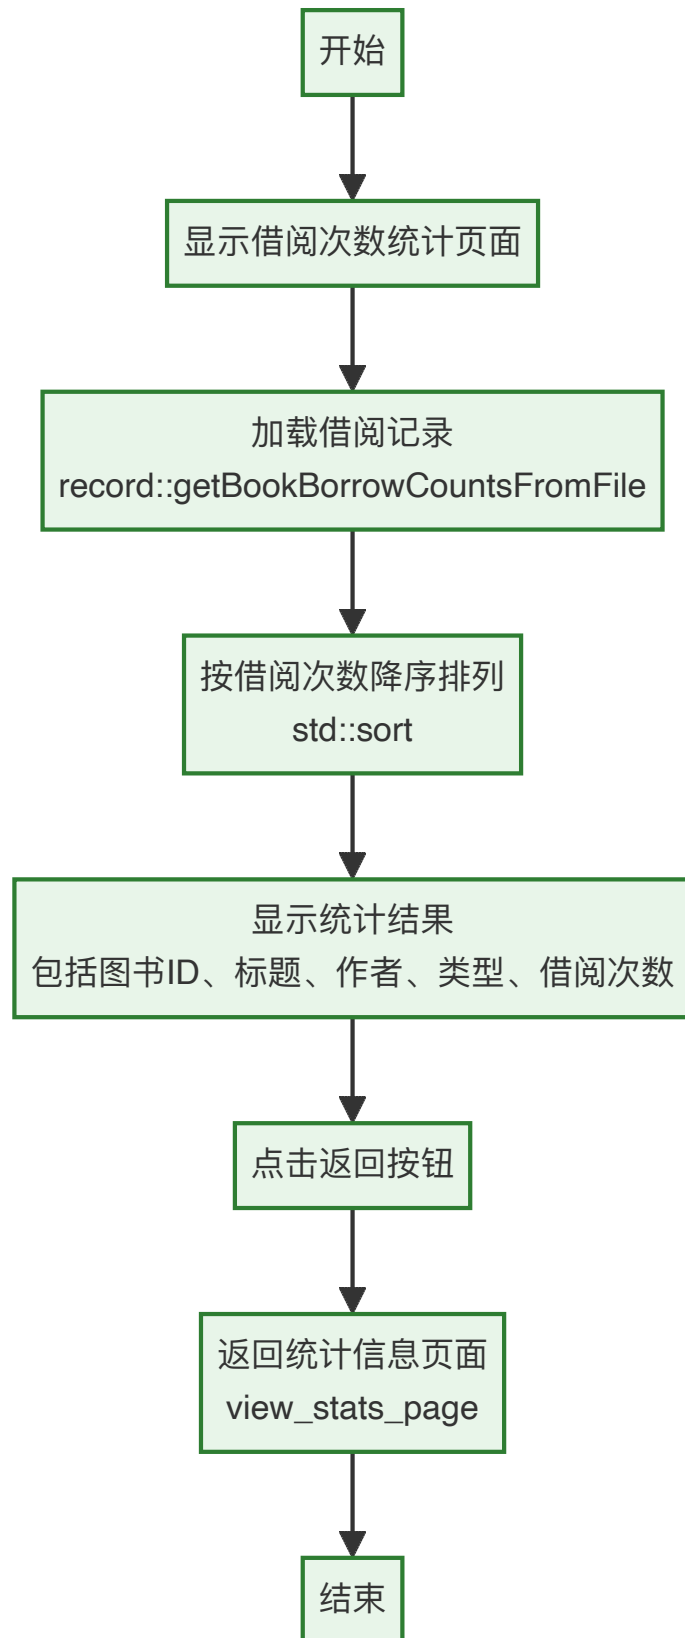 开始
显示借阅次数统计页面
加载借阅记录
record::getBookBorrowCountsFromFile
按借阅次数降序排列
std::sort
显示统计结果
包括图书ID、标题、作者、类型、借阅次数
点击返回按钮
返回统计信息页面
view_stats_page
结束